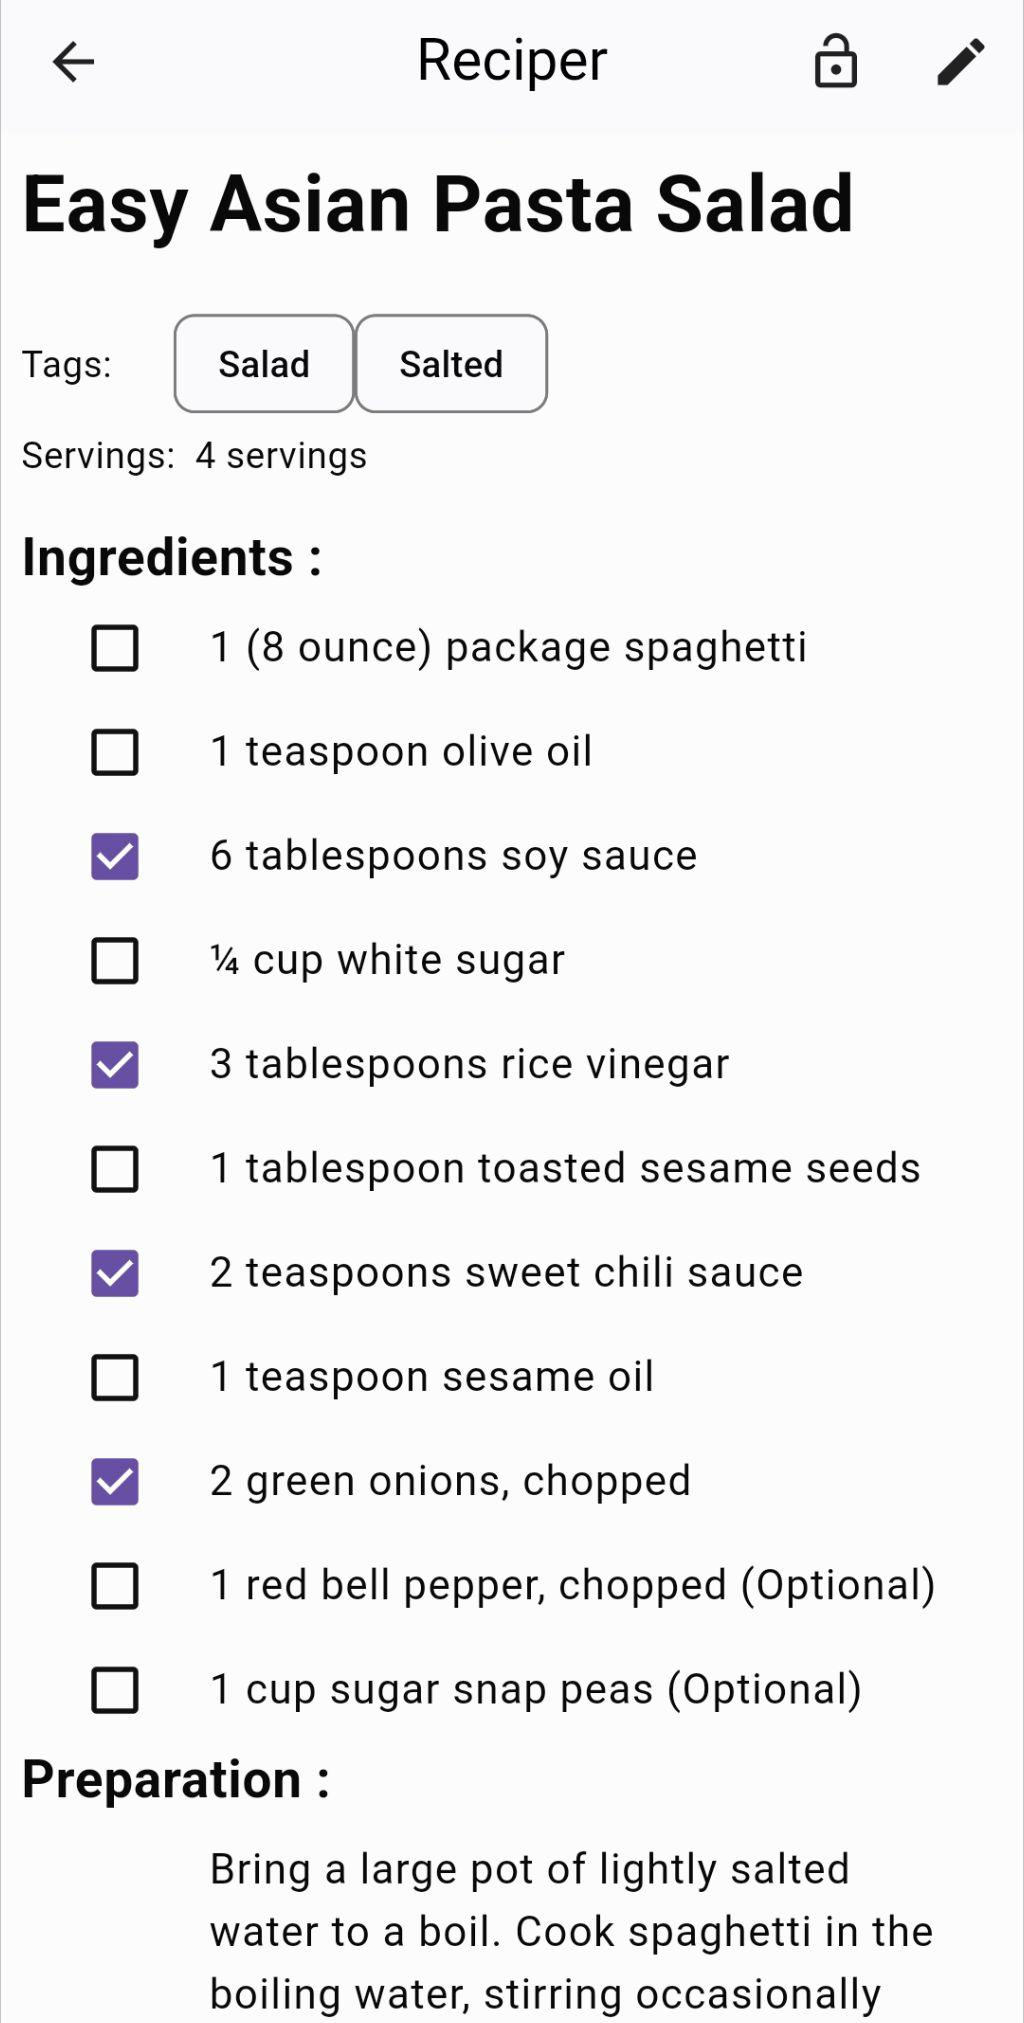 Reciper
Easy Asian Pasta Salad
Tags: Salad Salted
Servings: 4 servings
Ingredients :
1 (8 ounce) package spaghetti
1 teaspoon olive oil
6 tablespoons soy sauce
¼ cup white sugar
3 tablespoons rice vinegar
1 tablespoon toasted sesame seeds
2 teaspoons sweet chili sauce
1 teaspoon sesame oil
2 green onions, chopped
1 red bell pepper, chopped (Optional)
1 cup sugar snap peas (Optional)
Preparation :
Bring a large pot of lightly salted
water to a boil. Cook spaghetti in the
boiling water, stirring occasionally